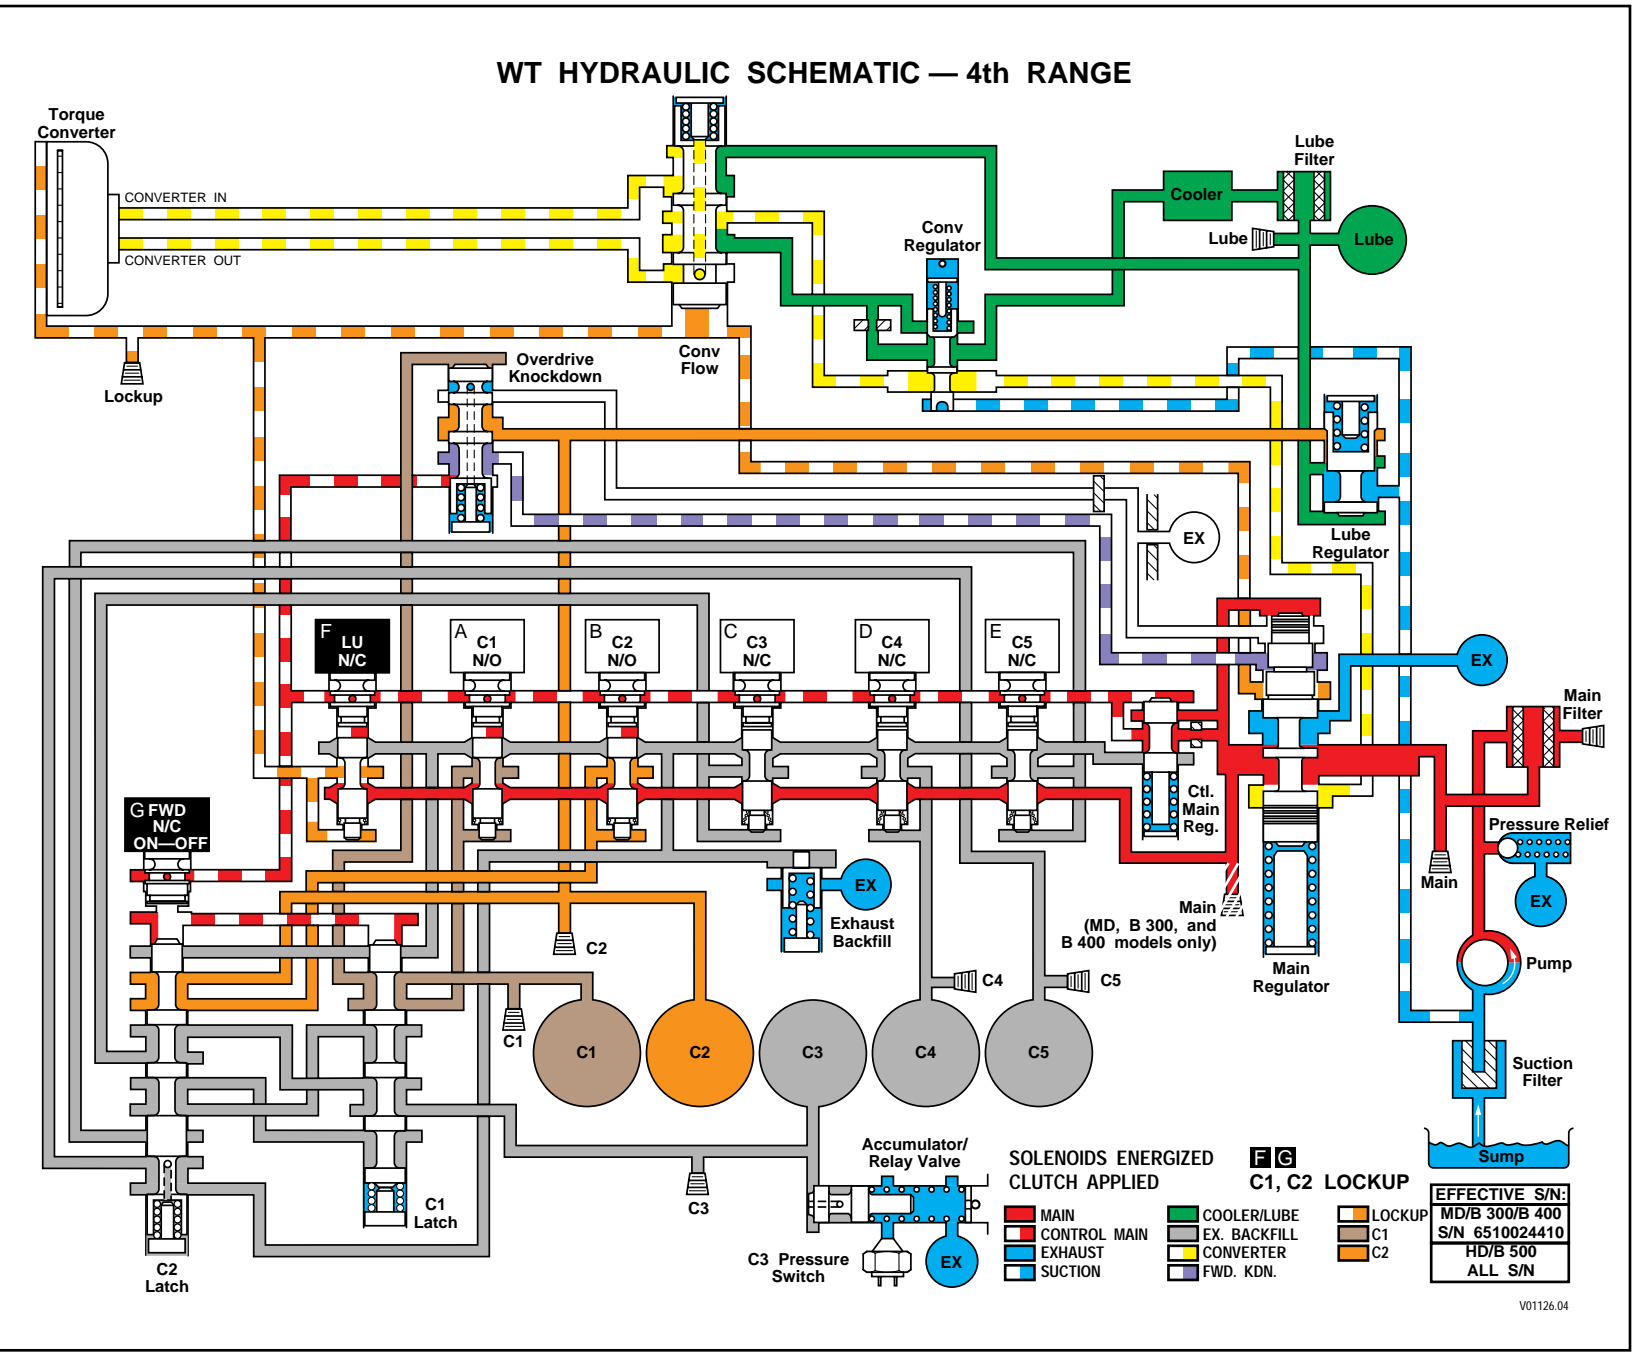 WT HYDRAULIC SCHEMATIC — 4th RANGE
Torque
Converter
CONVERTER IN
CONVERTER OUT
Lockup
Conv
Flow
Overdrive
Knockdown
Conv
Regulator
Cooler
Lube
Filter
Lube
Lube
Lube
Regulator
EX
F
LU
N/C
A
C1
N/O
B
C2
N/O
C
C3
N/C
D
C4
N/C
E
C5
N/C
EX
Main
Filter
Ctl.
Main
Reg.
G FWD
N/C
ON—OFF
Pressure Relief
Main
EX
EX
Exhaust
Backfill
Main
(MD, B 300, and
B 400 models only)
Main
Regulator
Pump
C2
C4
C5
C1
C1
C2
C3
C4
C5
Suction
Filter
Sump
C1
Latch
C2
Latch
C3
Accumulator/
Relay Valve
C3 Pressure
Switch
EX
SOLENOIDS ENERGIZED
F G
CLUTCH APPLIED
C1, C2 LOCKUP
MAIN
CONTROL MAIN
EXHAUST
SUCTION
COOLER/LUBE
EX. BACKFILL
CONVERTER
FWD. KDN.
LOCKUP
C1
C2
EFFECTIVE S/N:
MD/B 300/B 400
S/N 6510024410
HD/B 500
ALL S/N
V01126.04